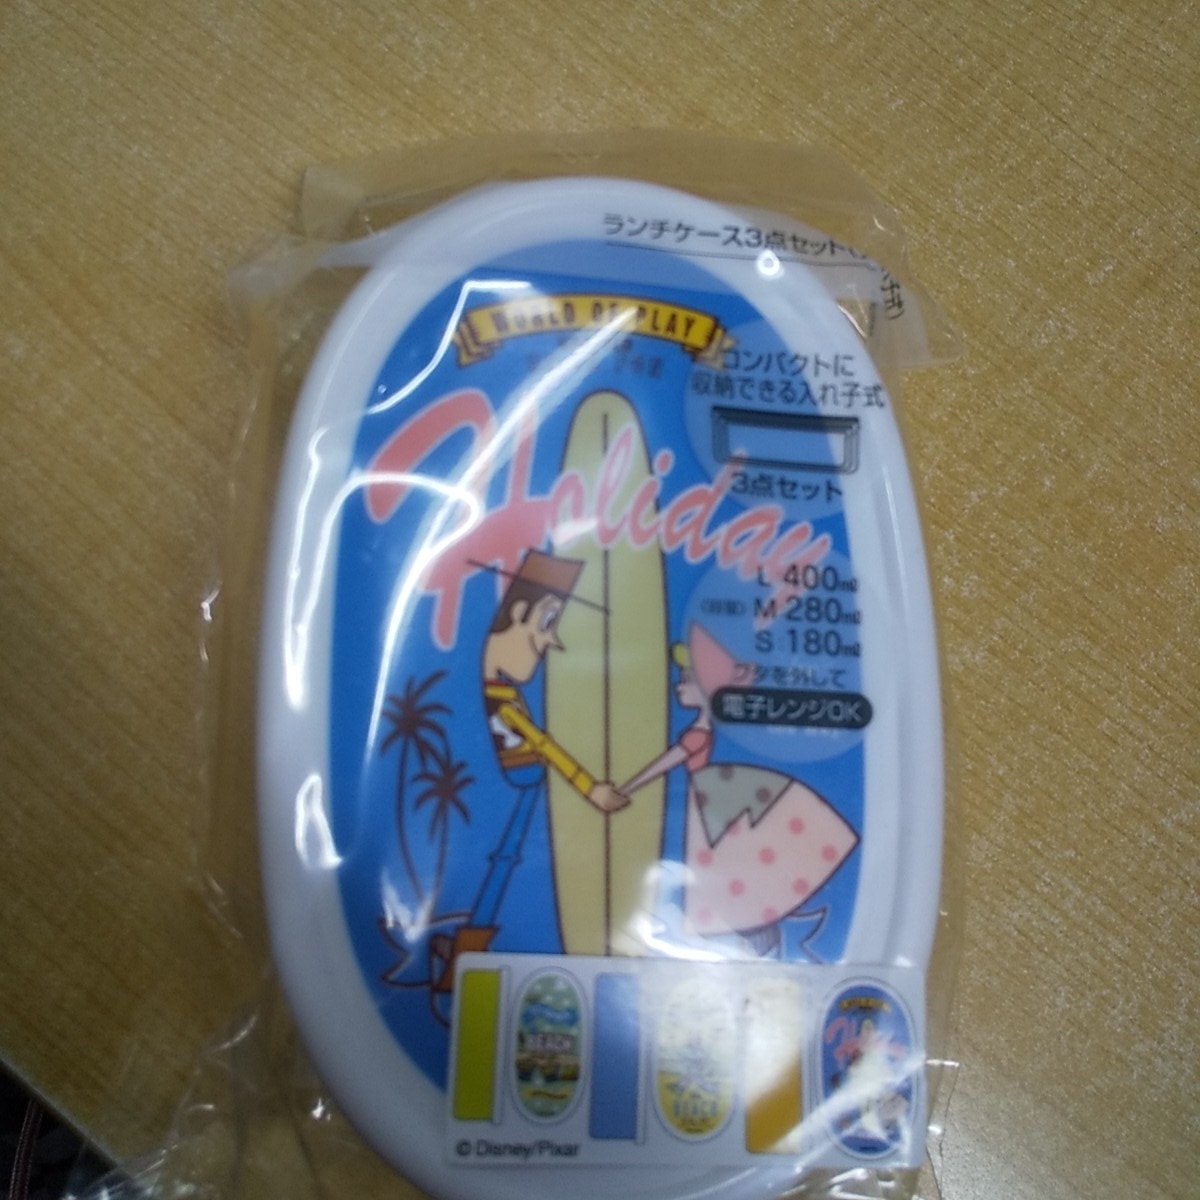 ランチケース3点セット
WORLD OF PLAY
コンパクトに
収納できる入れ子式
3点セット
Holiday
L 400ml
M 280ml
S:180ml
フタを外して
電子レンジOK
BEACH
Holiday
© Disney/Pixar